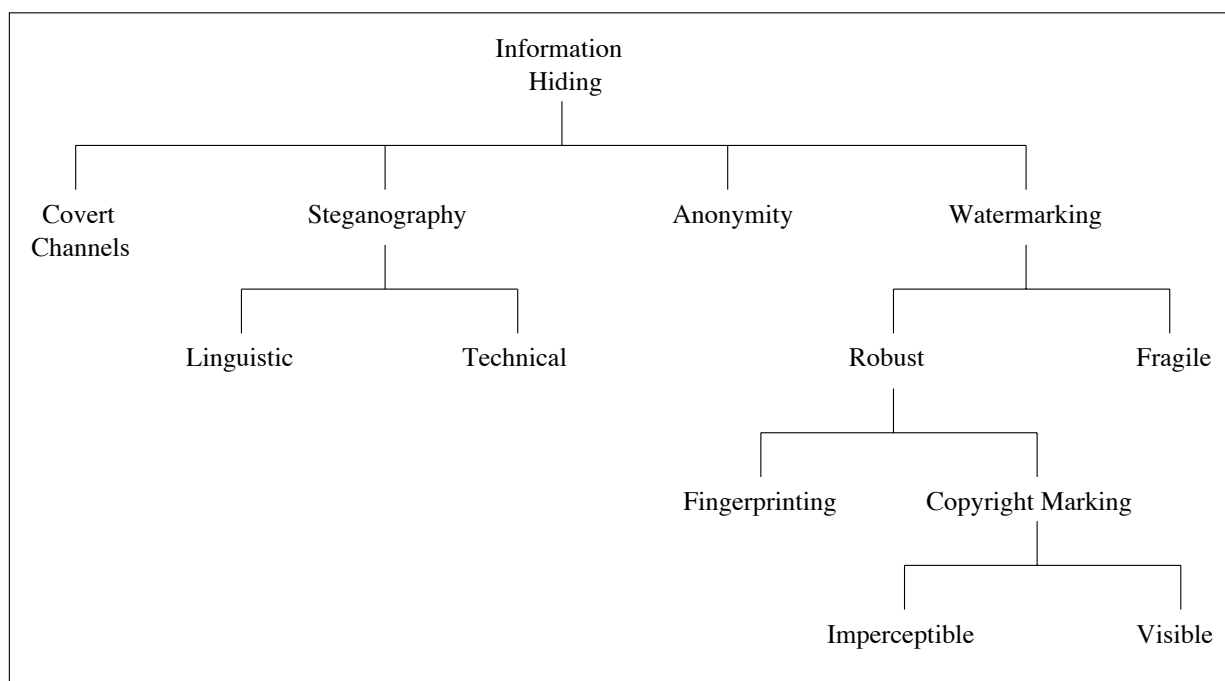 Information
Hiding
Covert
Channels
Steganography
Anonymity
Watermarking
Linguistic
Technical
Robust
Fragile
Fingerprinting
Copyright Marking
Imperceptible
Visible